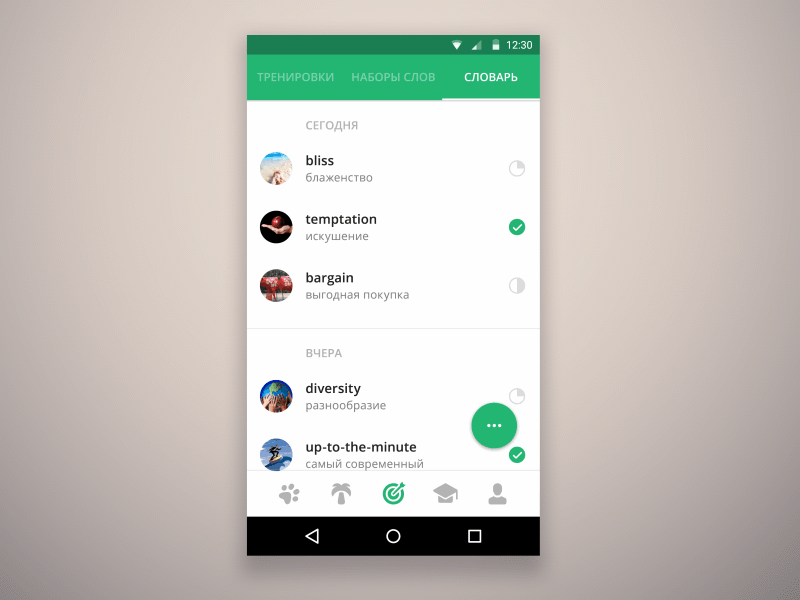 12:30
ТРЕНИРОВКИ НАБОРЫ СЛОВ СЛОВАРЬ
СЕГОДНЯ
bliss
блаженство
temptation
искушение
bargain
выгодная покупка
ВЧЕРА
diversity
разнообразие
up-to-the-minute
самый современный